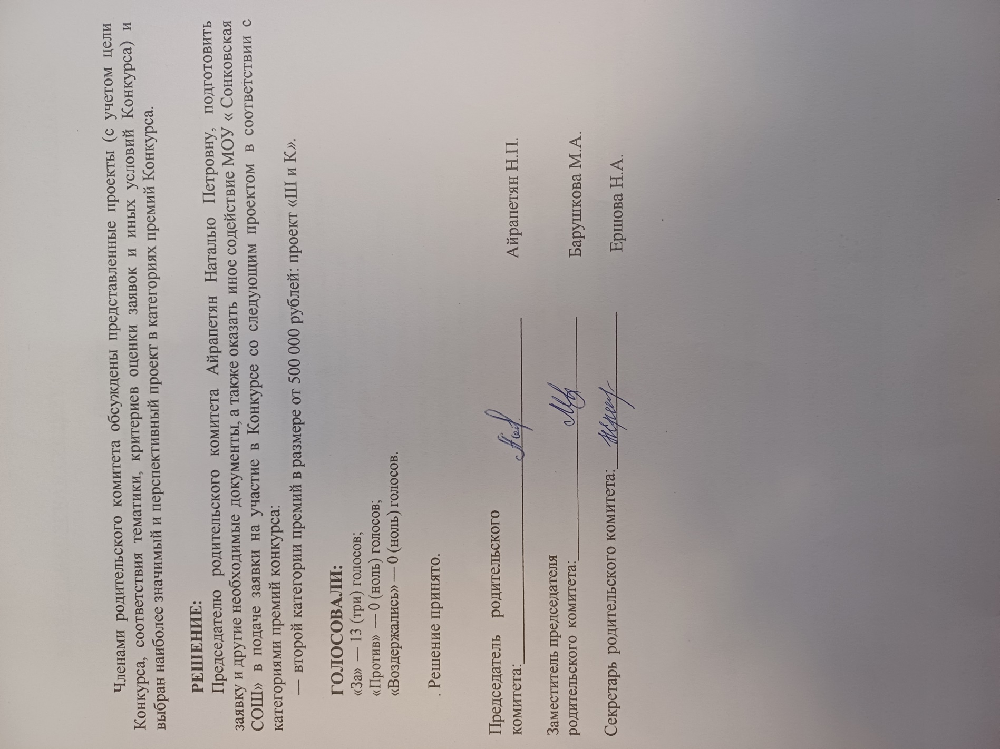 Членами родительского комитета обсуждены представленные проекты (с учетом цели
Конкурса, соответствия тематики, критериев оценки заявок и иных условий Конкурса) и
выбран наиболее значимый и перспективный проект в категориях премий Конкурса.
РЕШЕНИЕ:
Председателю родительского комитета Айрапетян Наталью Петровну, подготовить
заявку и другие необходимые документы, а также оказать иное содействие МОУ « Сонковская
СОШ» в подаче заявки на участие в Конкурсе со следующим проектом в соответствии с
категориями премий конкурса:
— второй категории премий в размере от 500 000 рублей: проект «Ш и К».
ГОЛОСОВАЛИ:
«За» — 13 (три) голосов;
«Против» — 0 (ноль) голосов;
«Воздержались» — 0 (ноль) голосов.
. Решение принято.
Председатель родительского
комитета: Айрапетян Н.П.
Заместитель председателя
родительского комитета: Барушкова М.А.
Секретарь родительского комитета: Ершова Н.А.